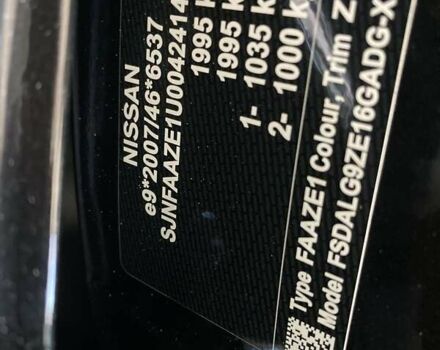 NISSAN
e9*2007/46*6537
SJNFAAZE1U0042414
1995 k
1995 k
1- 1035 k
2- 1000 k
Type FAAZE1 Colour, Trim Z
Model FSDALG9ZE16GADG-X